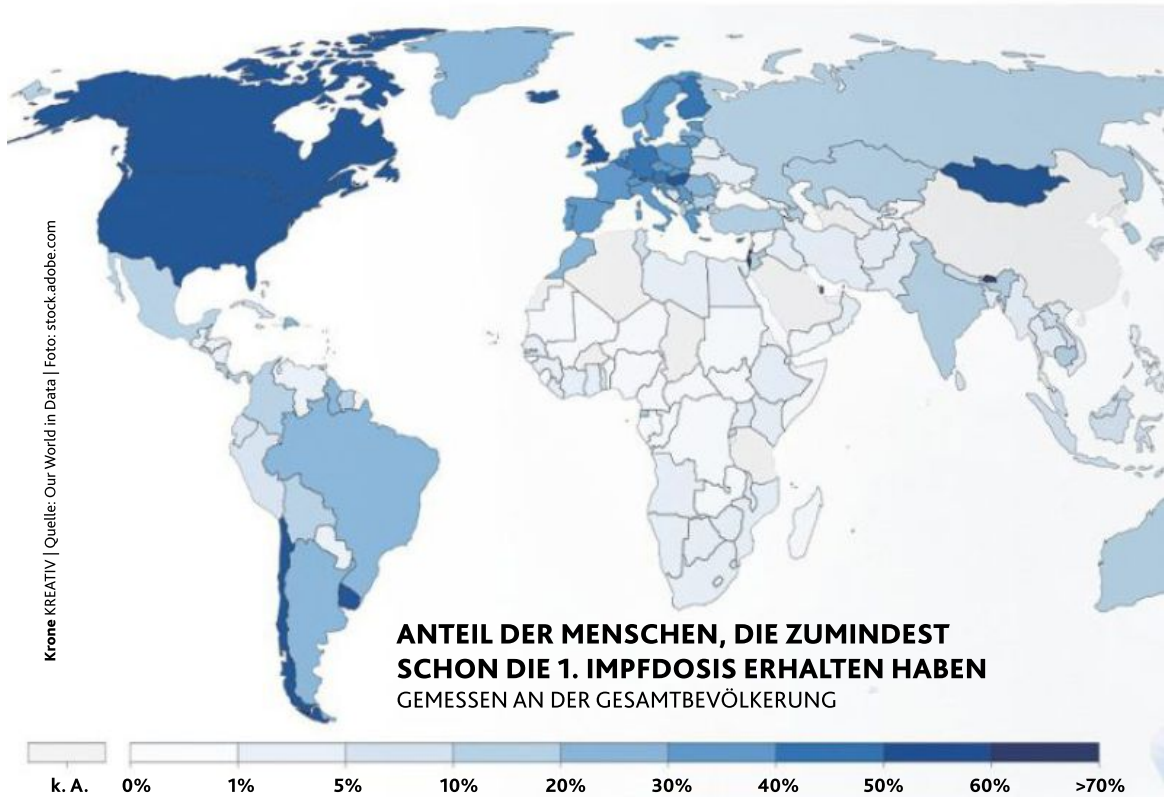 Krone KREATIV | Quelle: Our World in Data | Foto: stock.adobe.com
ANTEIL DER MENSCHEN, DIE ZUMINDEST
SCHON DIE 1. IMPFDOSIS ERHALTEN HABEN
GEMESSEN AN DER GESAMTBEVÖLKERUNG
k. A. 0% 1% 5% 10% 20% 30% 40% 50% 60% >70%